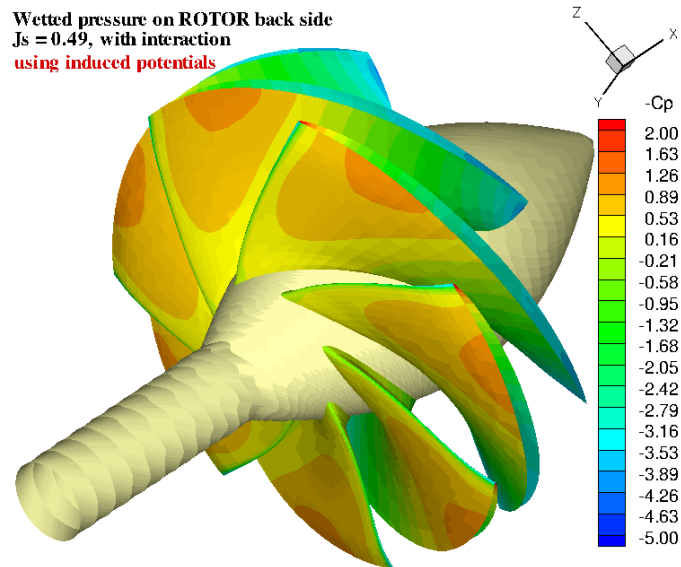 Wetted pressure on ROTOR back side
Js = 0.49, with interaction
using induced potentials
Z
X
Y
-Cp
2.00
1.63
1.26
0.89
0.53
0.16
-0.21
-0.58
-0.95
-1.32
-1.68
-2.05
-2.42
-2.79
-3.16
-3.53
-3.89
-4.26
-4.63
-5.00